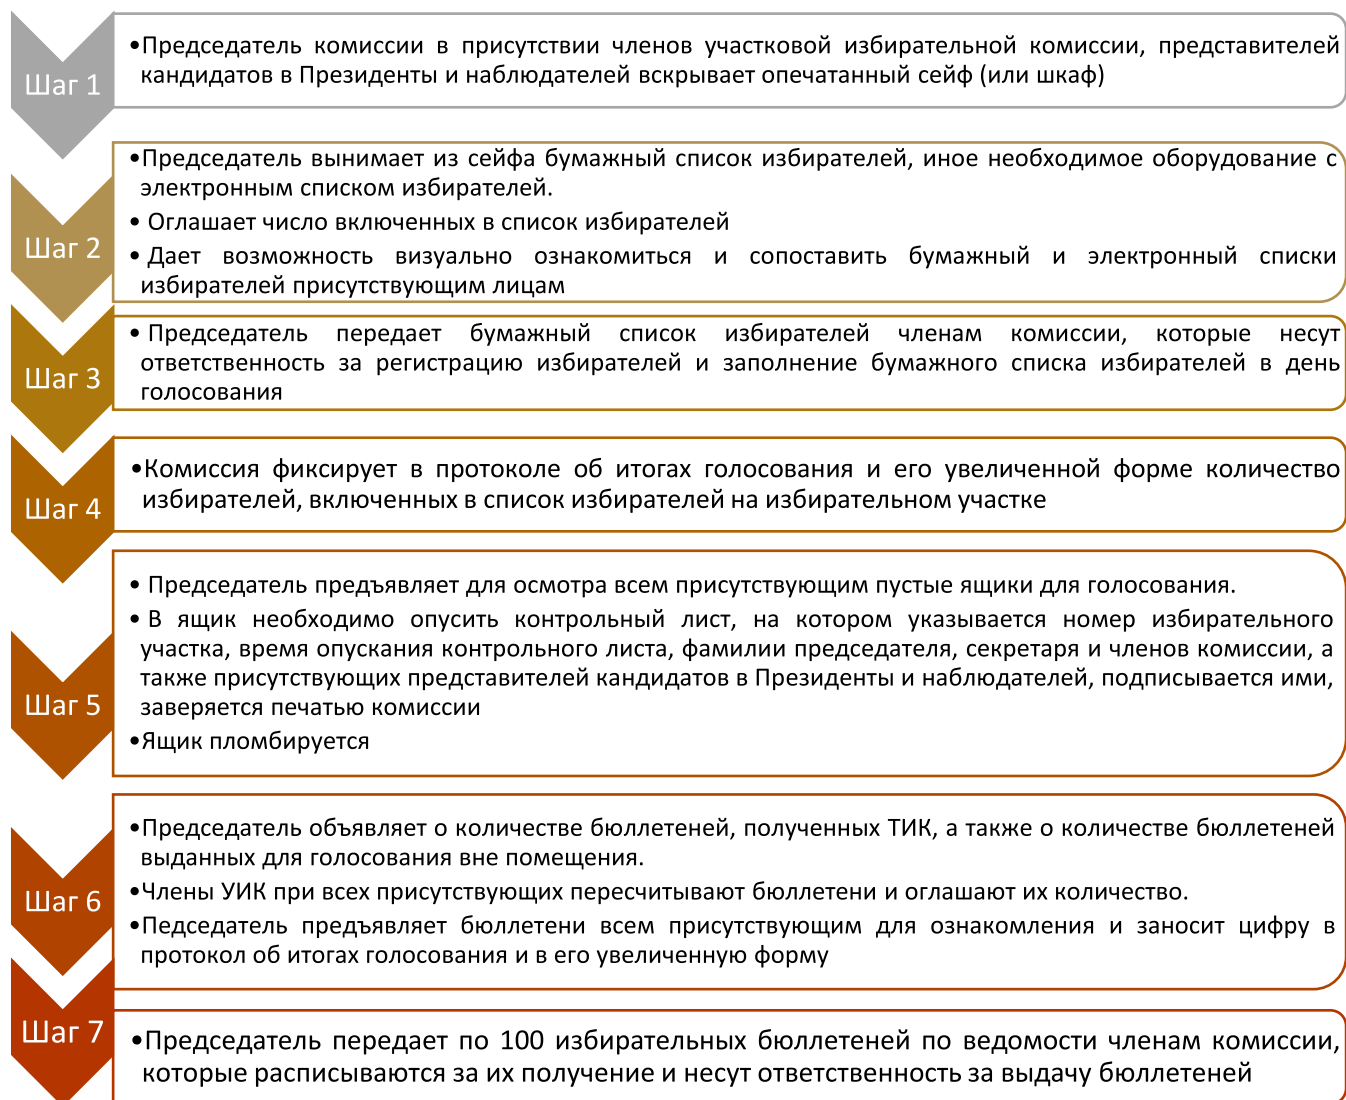 Шаг 1
•Председатель комиссии в присутствии членов участковой избирательной комиссии, представителей
кандидатов в Президенты и наблюдателей вскрывает опечатанный сейф (или шкаф)
Шаг 2
•Председатель вынимает из сейфа бумажный список избирателей, иное необходимое оборудование с
электронным списком избирателей.
• Оглашает число включенных в список избирателей
• Дает возможность визуально ознакомиться и сопоставить бумажный и электронный списки
избирателей присутствующим лицам
Шаг 3
• Председатель передает бумажный список избирателей членам комиссии, которые несут
ответственность за регистрацию избирателей и заполнение бумажного списка избирателей в день
голосования
Шаг 4
•Комиссия фиксирует в протоколе об итогах голосования и его увеличенной форме количество
избирателей, включенных в список избирателей на избирательном участке
Шаг 5
• Председатель предъявляет для осмотра всем присутствующим пустые ящики для голосования.
• В ящик необходимо опустить контрольный лист, на котором указывается номер избирательного
участка, время опускания контрольного листа, фамилии председателя, секретаря и членов комиссии, а
также присутствующих представителей кандидатов в Президенты и наблюдателей, подписывается ими,
заверяется печатью комиссии
•Ящик пломбируется
Шаг 6
•Председатель объявляет о количестве бюллетеней, полученных ТИК, а также о количестве бюллетеней
выданных для голосования вне помещения.
•Члены УИК при всех присутствующих пересчитывают бюллетени и оглашают их количество.
•Педседатель предъявляет бюллетени всем присутствующим для ознакомления и заносит цифру в
протокол об итогах голосования и в его увеличенную форму
Шаг 7
•Председатель передает по 100 избирательных бюллетеней по ведомости членам комиссии,
которые расписываются за их получение и несут ответственность за выдачу бюллетеней